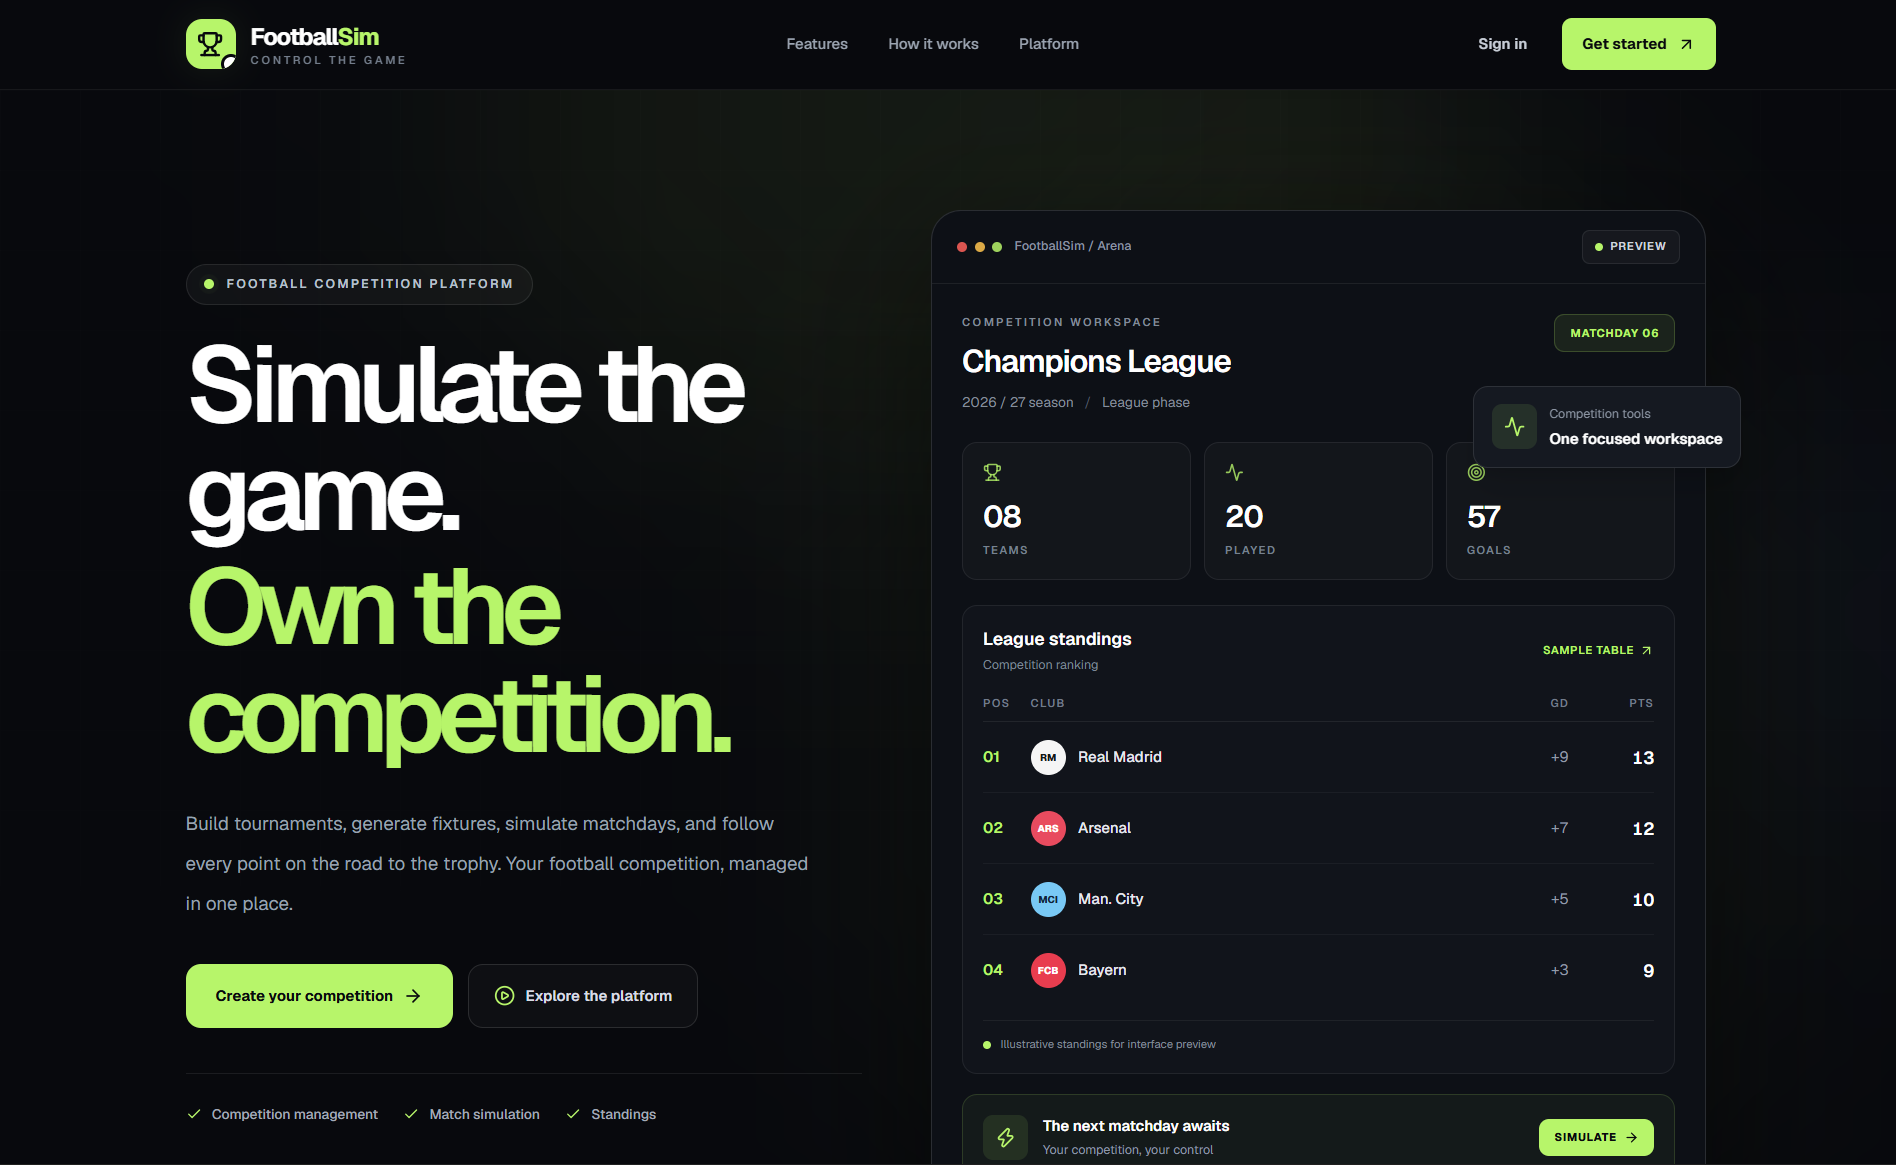 FootballSim
CONTROL THE GAME
Features
How it works
Platform
Sign in
Get started
FOOTBALL COMPETITION PLATFORM
Simulate the
game.
Own the
competition.
Build tournaments, generate fixtures, simulate matchdays, and follow
every point on the road to the trophy. Your football competition, managed
in one place.
Create your competition
Explore the platform
Competition management
Match simulation
Standings
FootballSim / Arena
PREVIEW
COMPETITION WORKSPACE
MATCHDAY 06
Champions League
2026 / 27 season / League phase
Competition tools
One focused workspace
08
TEAMS
20
PLAYED
57
GOALS
League standings
Competition ranking
SAMPLE TABLE
POS CLUB GD PTS
01 RM Real Madrid +9 13
02 ARS Arsenal +7 12
03 MCI Man. City +5 10
04 FCB Bayern +3 9
Illustrative standings for interface preview
The next matchday awaits
Your competition, your control
SIMULATE